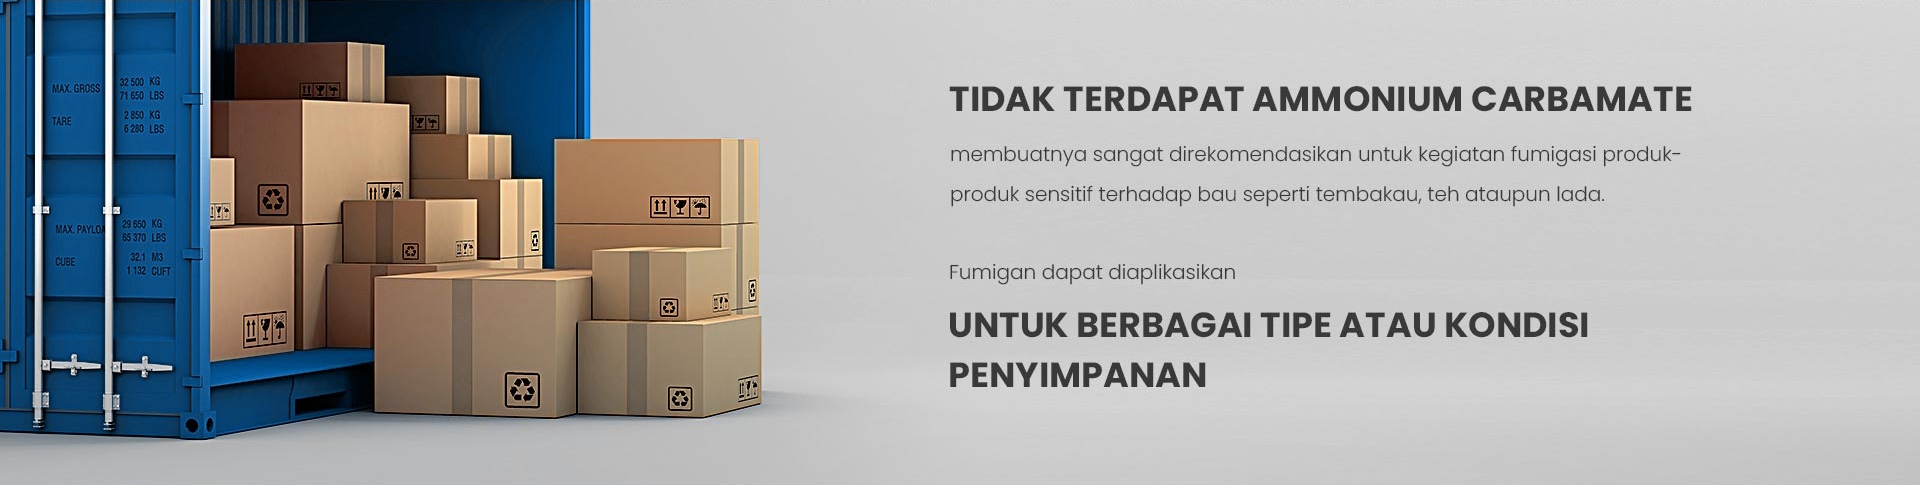 MAX. GROSS 32 500 KG
71 650 LBS
TARE 2 850 KG
6 280 LBS
MAX. PAYLOA 29 650 KG
65 370 LBS
CUBE 32.1 M3
1 132 CUFT
TIDAK TERDAPAT AMMONIUM CARBAMATE
membuatnya sangat direkomendasikan untuk kegiatan fumigasi produk-
produk sensitif terhadap bau seperti tembakau, teh ataupun lada.
Fumigan dapat diaplikasikan
UNTUK BERBAGAI TIPE ATAU KONDISI
PENYIMPANAN